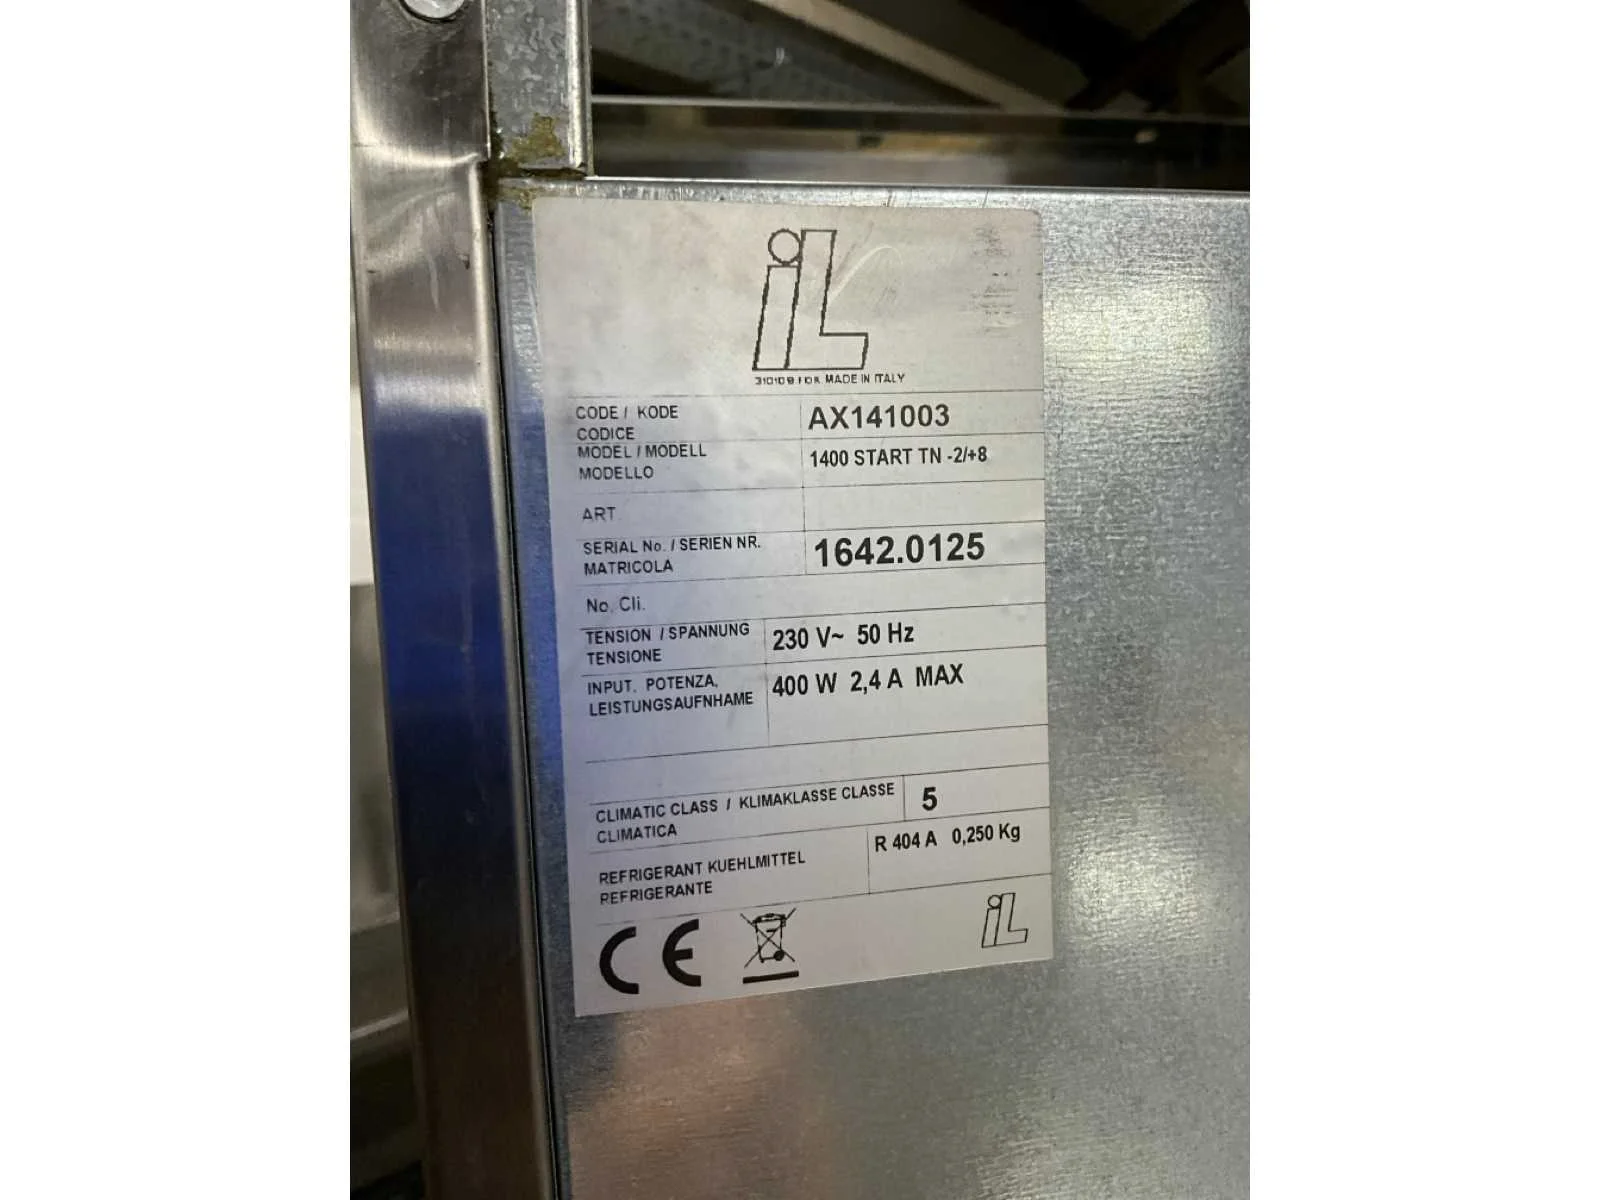 iL
MADE IN ITALY
CODE / KODE
CODICE
AX141003
MODEL / MODELL
MODELLO
1400 START TN -2/+8
ART
SERIAL No. / SERIEN NR.
MATRICOLA
1642.0125
No. Cli.
TENSION / SPANNUNG
TENSIONE
230 V~ 50 Hz
INPUT. POTENZA.
LEISTUNGSAUFNHAME
400 W 2,4 A MAX
CLIMATIC CLASS / KLIMAKLASSE CLASSE
CLIMATICA
5
REFRIGERANT KUEHLMITTEL
REFRIGERANTE
R 404 A 0,250 Kg
CE
iL